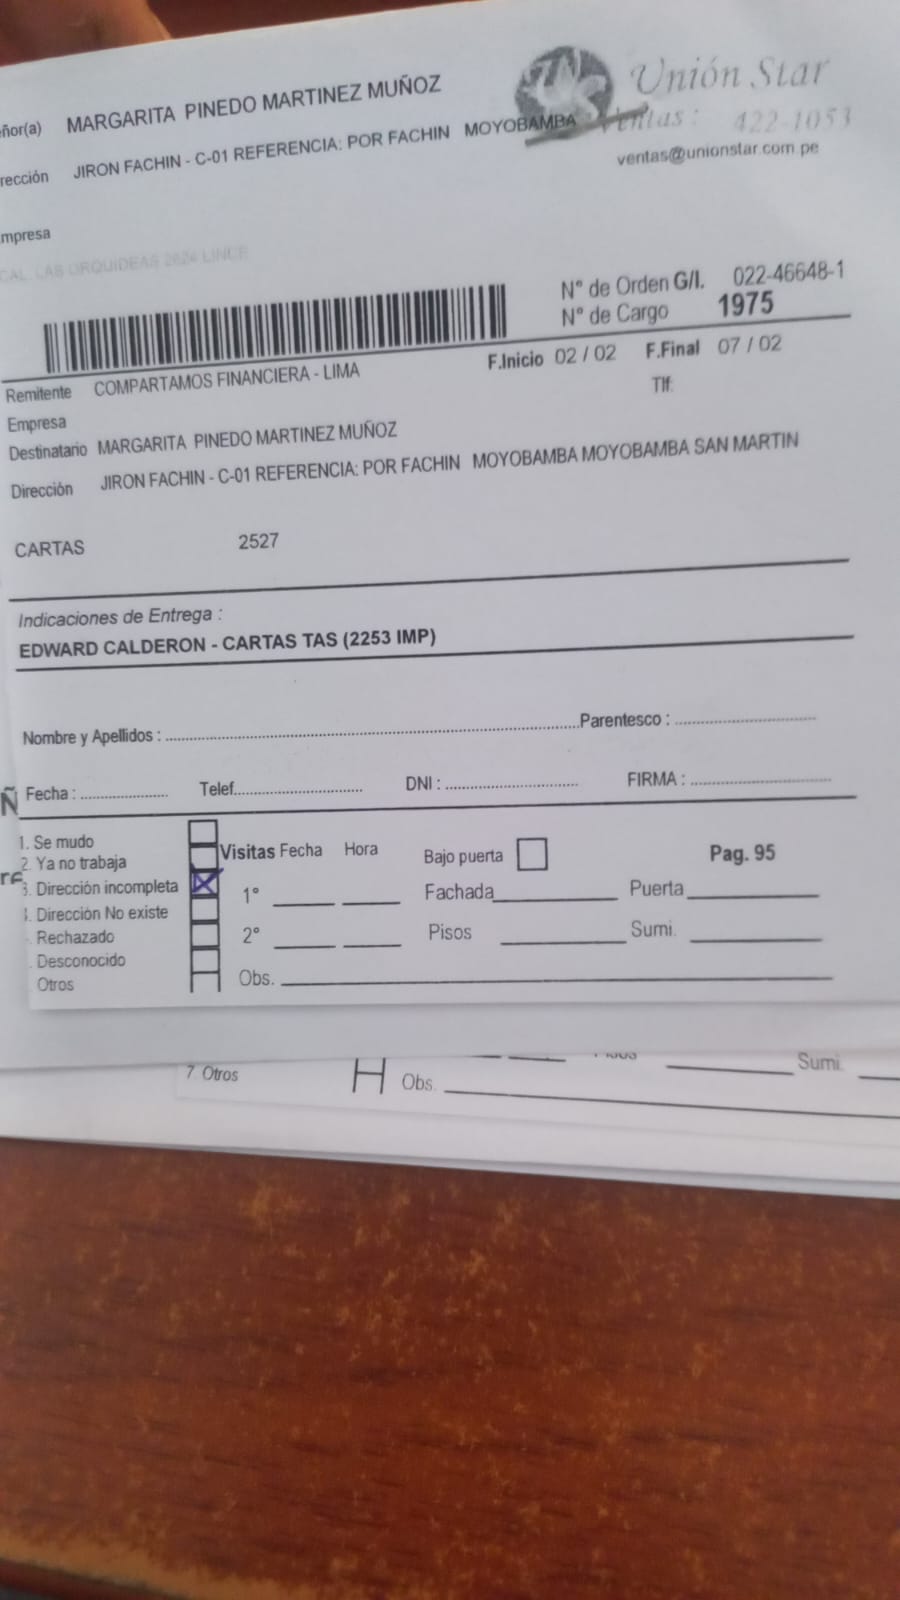 Unión Star
ñor(a) MARGARITA PINEDO MARTINEZ MUÑOZ
Ventas: 422-1053
rección JIRON FACHIN - C-01 REFERENCIA: POR FACHIN MOYOBAMBA
ventas@unionstar.com.pe
mpresa
CAL. LAS ORQUIDEAS 2624 LINCE
N° de Orden G/I. 022-46648-1
N° de Cargo 1975
F.Inicio 02 / 02 F.Final 07 / 02
Remitente COMPARTAMOS FINANCIERA - LIMA
Tlf:
Empresa
Destinatario MARGARITA PINEDO MARTINEZ MUÑOZ
Dirección JIRON FACHIN - C-01 REFERENCIA: POR FACHIN MOYOBAMBA MOYOBAMBA SAN MARTIN
CARTAS 2527
Indicaciones de Entrega :
EDWARD CALDERON - CARTAS TAS (2253 IMP)
Nombre y Apellidos : Parentesco :
Ñ Fecha : Telef. DNI : FIRMA :
1. Se mudo
2. Ya no trabaja Visitas Fecha Hora Bajo puerta Pag. 95
3. Dirección incompleta 1° Fachada Puerta
. Dirección No existe
. Rechazado 2° Pisos Sumi.
. Desconocido
Otros Obs.
Sumi.
7 Otros Obs.